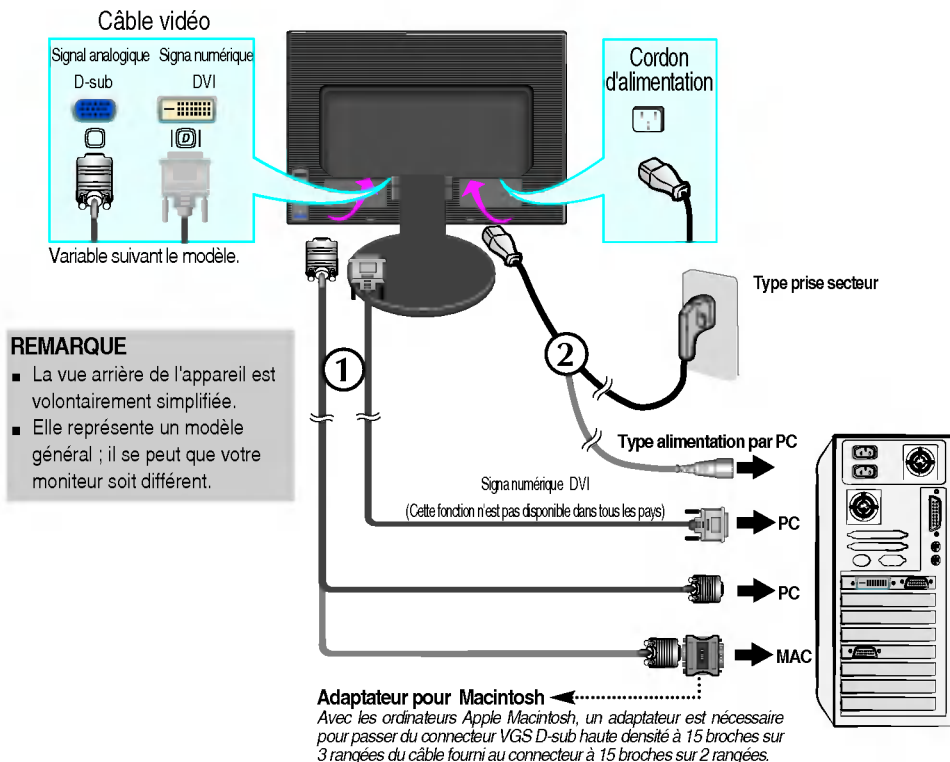 Câble vidéo
Signal analogique Signa numérique
D-sub DVI
Variable suivant le modèle.
Cordon
d'alimentation
Type prise secteur
REMARQUE
■ La vue arrière de l'appareil est
volontairement simplifiée.
■ Elle représente un modèle
général ; il se peut que votre
moniteur soit différent.
1
2
Type alimentation par PC
Signa numérique DVI
(Cette fonction n'est pas disponible dans tous les pays)
PC
PC
MAC
Adaptateur pour Macintosh
Avec les ordinateurs Apple Macintosh, un adaptateur est nécessaire
pour passer du connecteur VGS D-sub haute densité à 15 broches sur
3 rangées du câble fourni au connecteur à 15 broches sur 2 rangées.